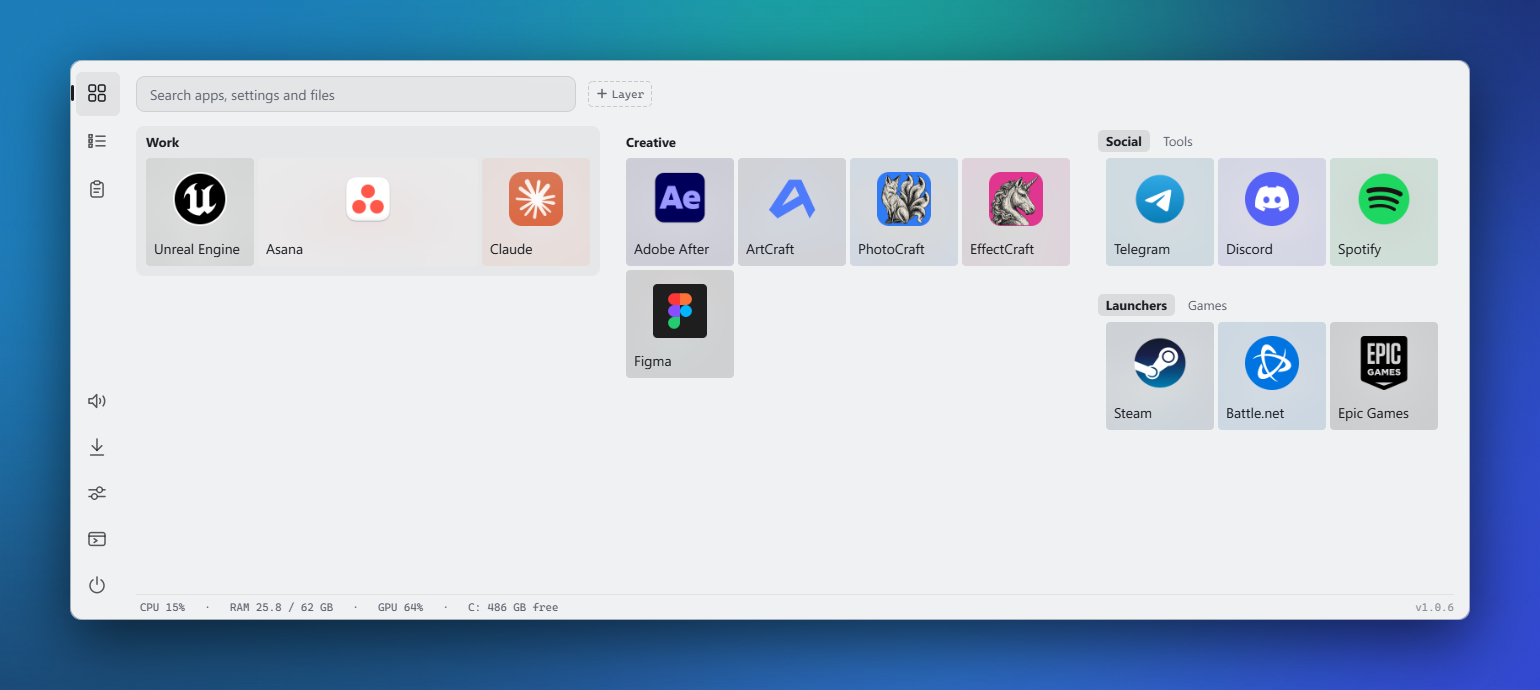 Search apps, settings and files
+ Layer
Work
Unreal Engine
Asana
Claude
Creative
Ae
Adobe After
ArtCraft
PhotoCraft
EffectCraft
Figma
Social Tools
Telegram
Discord
Spotify
Launchers Games
Steam
Battle.net
EPIC
GAMES
Epic Games
CPU 15% · RAM 25.8 / 62 GB · GPU 64% · C: 486 GB free
v1.0.6